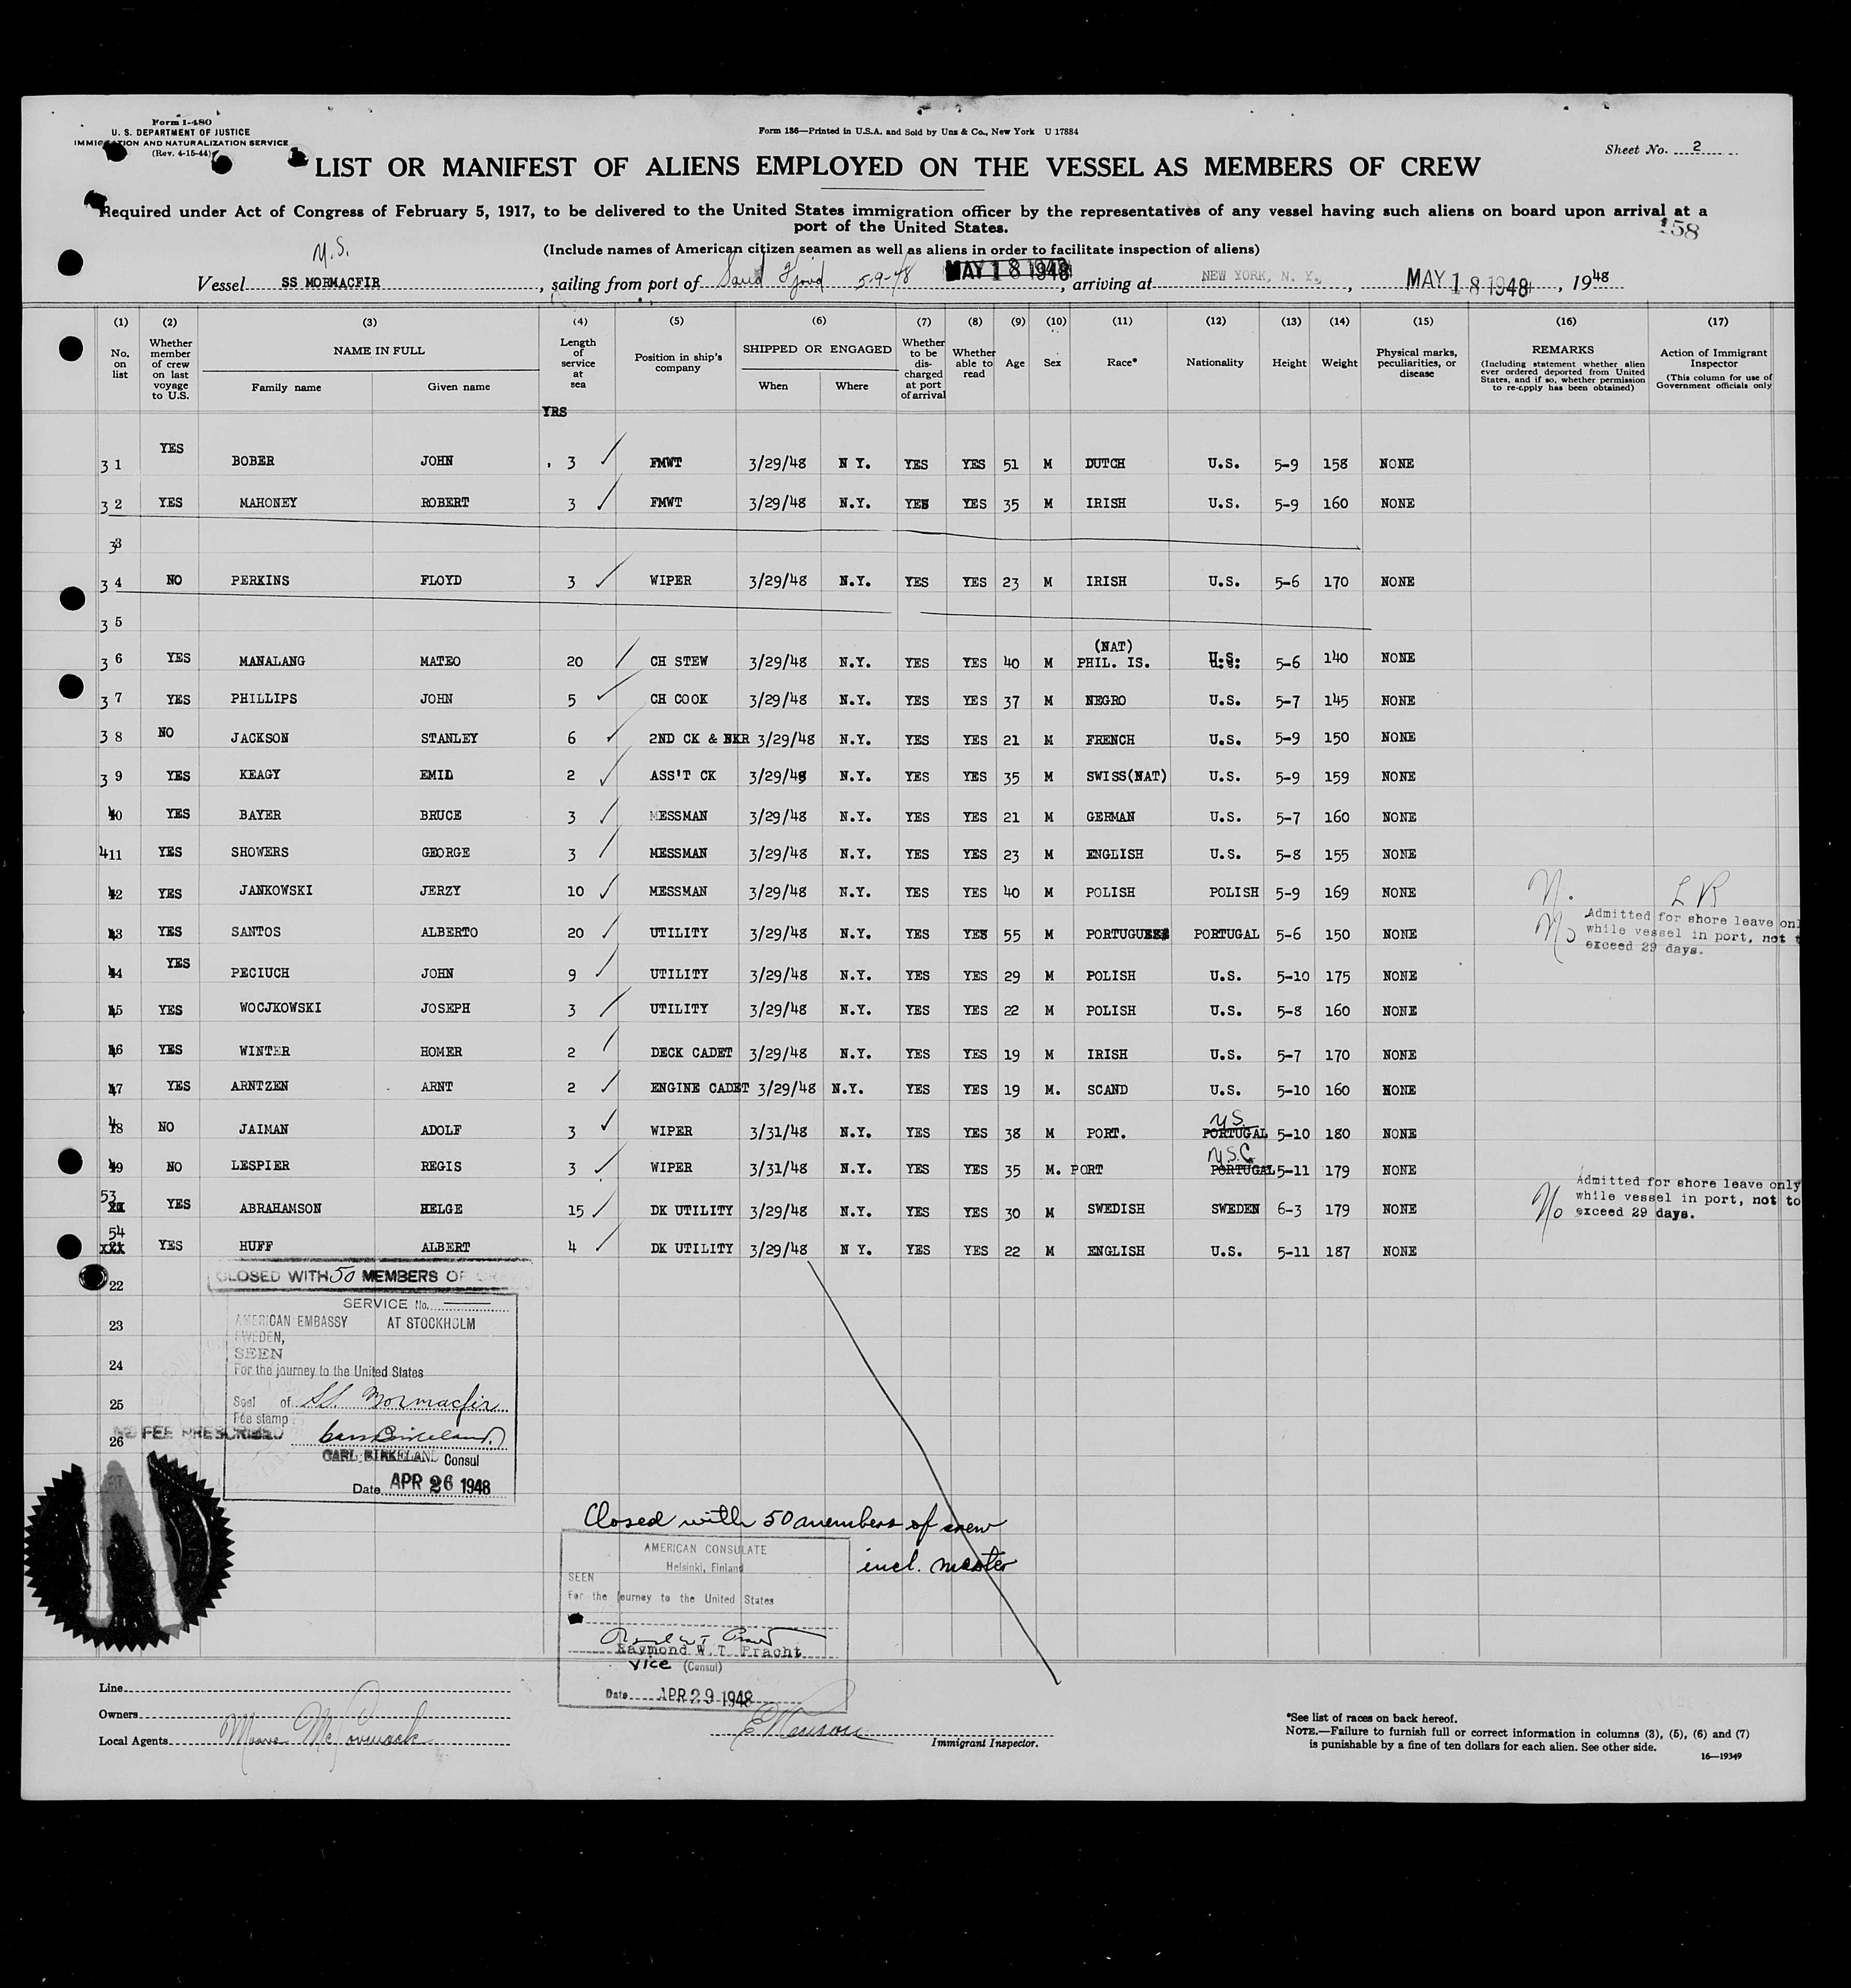 Form I-480
U. S. DEPARTMENT OF JUSTICE
IMMIGRATION AND NATURALIZATION SERVICE
(Rev. 4-15-44)
Form 186—Printed in U.S.A. and Sold by Unz & Co., New York U 17884
Sheet No. 2
LIST OR MANIFEST OF ALIENS EMPLOYED ON THE VESSEL AS MEMBERS OF CREW
Required under Act of Congress of February 5, 1917, to be delivered to the United States immigration officer by the representatives of any vessel having such aliens on board upon arrival at a
port of the United States.
158
(Include names of American citizen seamen as well as aliens in order to facilitate inspection of aliens)
Vessel SS MORMACFIR, sailing from port of 5-9-48 MAY 18 1948, arriving at NEW YORK, N. Y., MAY 18 1948, 1948
(1) (2) (3) (4) (5) (6) (7) (8) (9) (10) (11) (12) (13) (14) (15) (16) (17)
No. on list
Whether member of crew on last voyage to U.S.
NAME IN FULL
Family name Given name
Length of service at sea
Position in ship's company
SHIPPED OR ENGAGED
When Where
Whether to be discharged at port of arrival
Whether able to read
Age Sex Race* Nationality Height Weight
Physical marks, peculiarities, or disease
REMARKS
(Including statement whether alien ever ordered deported from United States, and if so, whether permission to re-apply has been obtained)
Action of Immigrant Inspector
(This column for use of Government officials only
YRS
31 YES BOBER JOHN 3 FMWT 3/29/48 N Y. YES YES 51 M DUTCH U.S. 5-9 158 NONE
32 YES MAHONEY ROBERT 3 FMWT 3/29/48 N.Y. YES YES 35 M IRISH U.S. 5-9 160 NONE
33
34 NO PERKINS FLOYD 3 WIPER 3/29/48 N.Y. YES YES 23 M IRISH U.S. 5-6 170 NONE
35
36 YES MANALANG MATEO 20 CH STEW 3/29/48 N.Y. YES YES 40 M (NAT) PHIL. IS. U.S. 5-6 140 NONE
37 YES PHILLIPS JOHN 5 CH COOK 3/29/48 N.Y. YES YES 37 M NEGRO U.S. 5-7 145 NONE
38 NO JACKSON STANLEY 6 2ND CK & BKR 3/29/48 N.Y. YES YES 21 M FRENCH U.S. 5-9 150 NONE
39 YES KEAGY EMIL 2 ASS'T CK 3/29/48 N.Y. YES YES 35 M SWISS(NAT) U.S. 5-9 159 NONE
40 YES BAYER BRUCE 3 MESSMAN 3/29/48 N.Y. YES YES 21 M GERMAN U.S. 5-7 160 NONE
411 YES SHOWERS GEORGE 3 MESSMAN 3/29/48 N.Y. YES YES 23 M ENGLISH U.S. 5-8 155 NONE
42 YES JANKOWSKI JERZY 10 MESSMAN 3/29/48 N.Y. YES YES 40 M POLISH POLISH 5-9 169 NONE
43 YES SANTOS ALBERTO 20 UTILITY 3/29/48 N.Y. YES YES 55 M PORTUGUESE PORTUGAL 5-6 150 NONE No Admitted for shore leave onl
while vessel in port, not t
exceed 29 days.
44 YES PECIUCH JOHN 9 UTILITY 3/29/48 N.Y. YES YES 29 M POLISH U.S. 5-10 175 NONE
45 YES WOCJKOWSKI JOSEPH 3 UTILITY 3/29/48 N.Y. YES YES 22 M POLISH U.S. 5-8 160 NONE
46 YES WINTER HOMER 2 DECK CADET 3/29/48 N.Y. YES YES 19 M IRISH U.S. 5-7 170 NONE
47 YES ARNTZEN ARNT 2 ENGINE CADET 3/29/48 N.Y. YES YES 19 M. SCAND U.S. 5-10 160 NONE
48 NO JAIMAN ADOLF 3 WIPER 3/31/48 N.Y. YES YES 38 M PORT. U.S. PORTUGAL 5-10 180 NONE
49 NO LESPIER REGIS 3 WIPER 3/31/48 N.Y. YES YES 35 M. PORT U.S.C. PORTUGAL 5-11 179 NONE
53 YES ABRAHAMSON HELGE 15 DK UTILITY 3/29/48 N.Y. YES YES 30 M SWEDISH SWEDEN 6-3 179 NONE No Admitted for shore leave only
while vessel in port, not to
exceed 29 days.
54 YES HUFF ALBERT 4 DK UTILITY 3/29/48 N Y. YES YES 22 M ENGLISH U.S. 5-11 187 NONE
22
CLOSED WITH 50 MEMBERS OF CREW
SERVICE No.
23
AMERICAN EMBASSY AT STOCKHOLM
SWEDEN,
SEEN
24
For the journey to the United States
25
Seal of SS. Mormacfir
Fee stamp
26
NO FEE PRESCRIBED
CARL BIRKELAND Consul
Date APR 26 1948
Closed with 50 members of crew
incl. master
AMERICAN CONSULATE
Helsinki, Finland
SEEN
For the journey to the United States
Raymond W.T. Pracht
vice (Consul)
Date APR 29 1948
Line
Owners
Local Agents Moore McCormack
Immigrant Inspector.
*See list of races on back hereof.
NOTE.—Failure to furnish full or correct information in columns (3), (5), (6) and (7)
is punishable by a fine of ten dollars for each alien. See other side.
16—19349